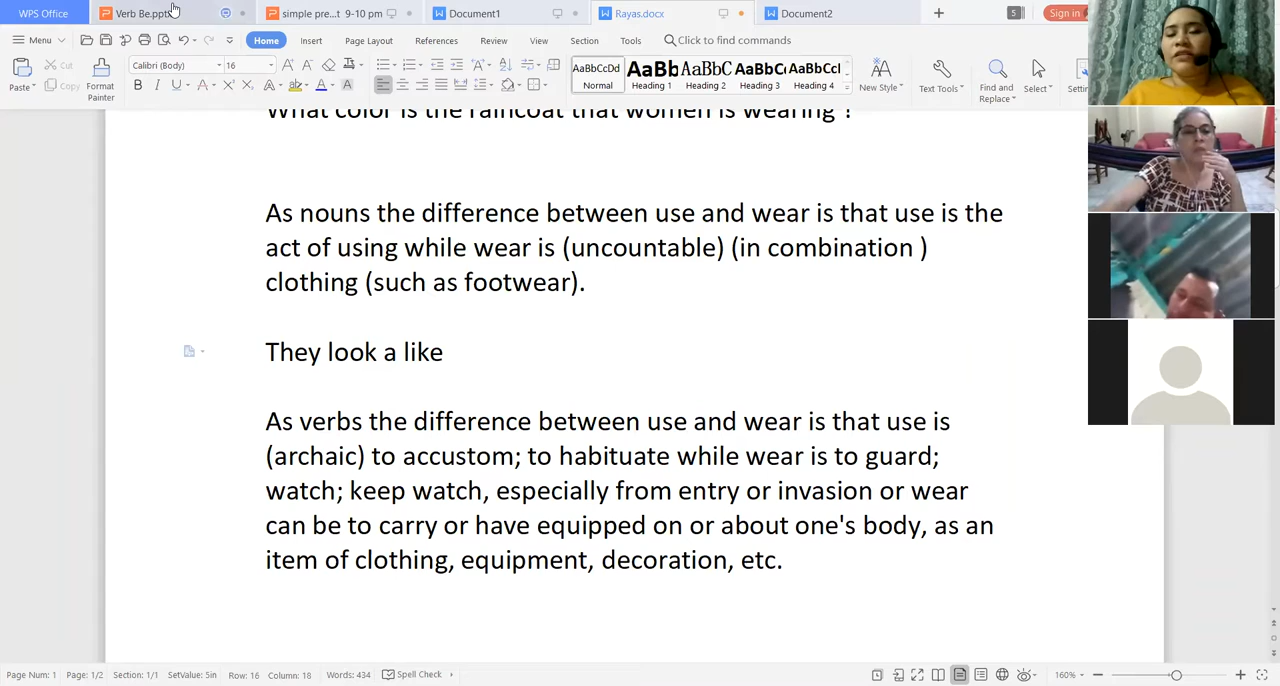 WPS Office
Verb Be.pptx
simple pre...t 9-10 pm
Document1
Rayas.docx
Document2
5
Sign in
Menu
Home
Insert
Page Layout
References
Review
View
Section
Tools
Click to find commands
Paste
Cut
Copy
Format Painter
Calibri (Body)
16
AaBbCcDd
Normal
AaBb
Heading 1
AaBbC
Heading 2
AaBbC
Heading 3
AaBbCcI
Heading 4
New Style
Text Tools
Find and Replace
Select
What color is the raincoat that women is wearing ?
As nouns the difference between use and wear is that use is the
act of using while wear is (uncountable) (in combination )
clothing (such as footwear).
They look a like
As verbs the difference between use and wear is that use is
(archaic) to accustom; to habituate while wear is to guard;
watch; keep watch, especially from entry or invasion or wear
can be to carry or have equipped on or about one's body, as an
item of clothing, equipment, decoration, etc.
Page Num: 1 Page: 1/2 Section: 1/1 SetValue: 5in Row: 16 Column: 18 Words: 434 Spell Check 160%